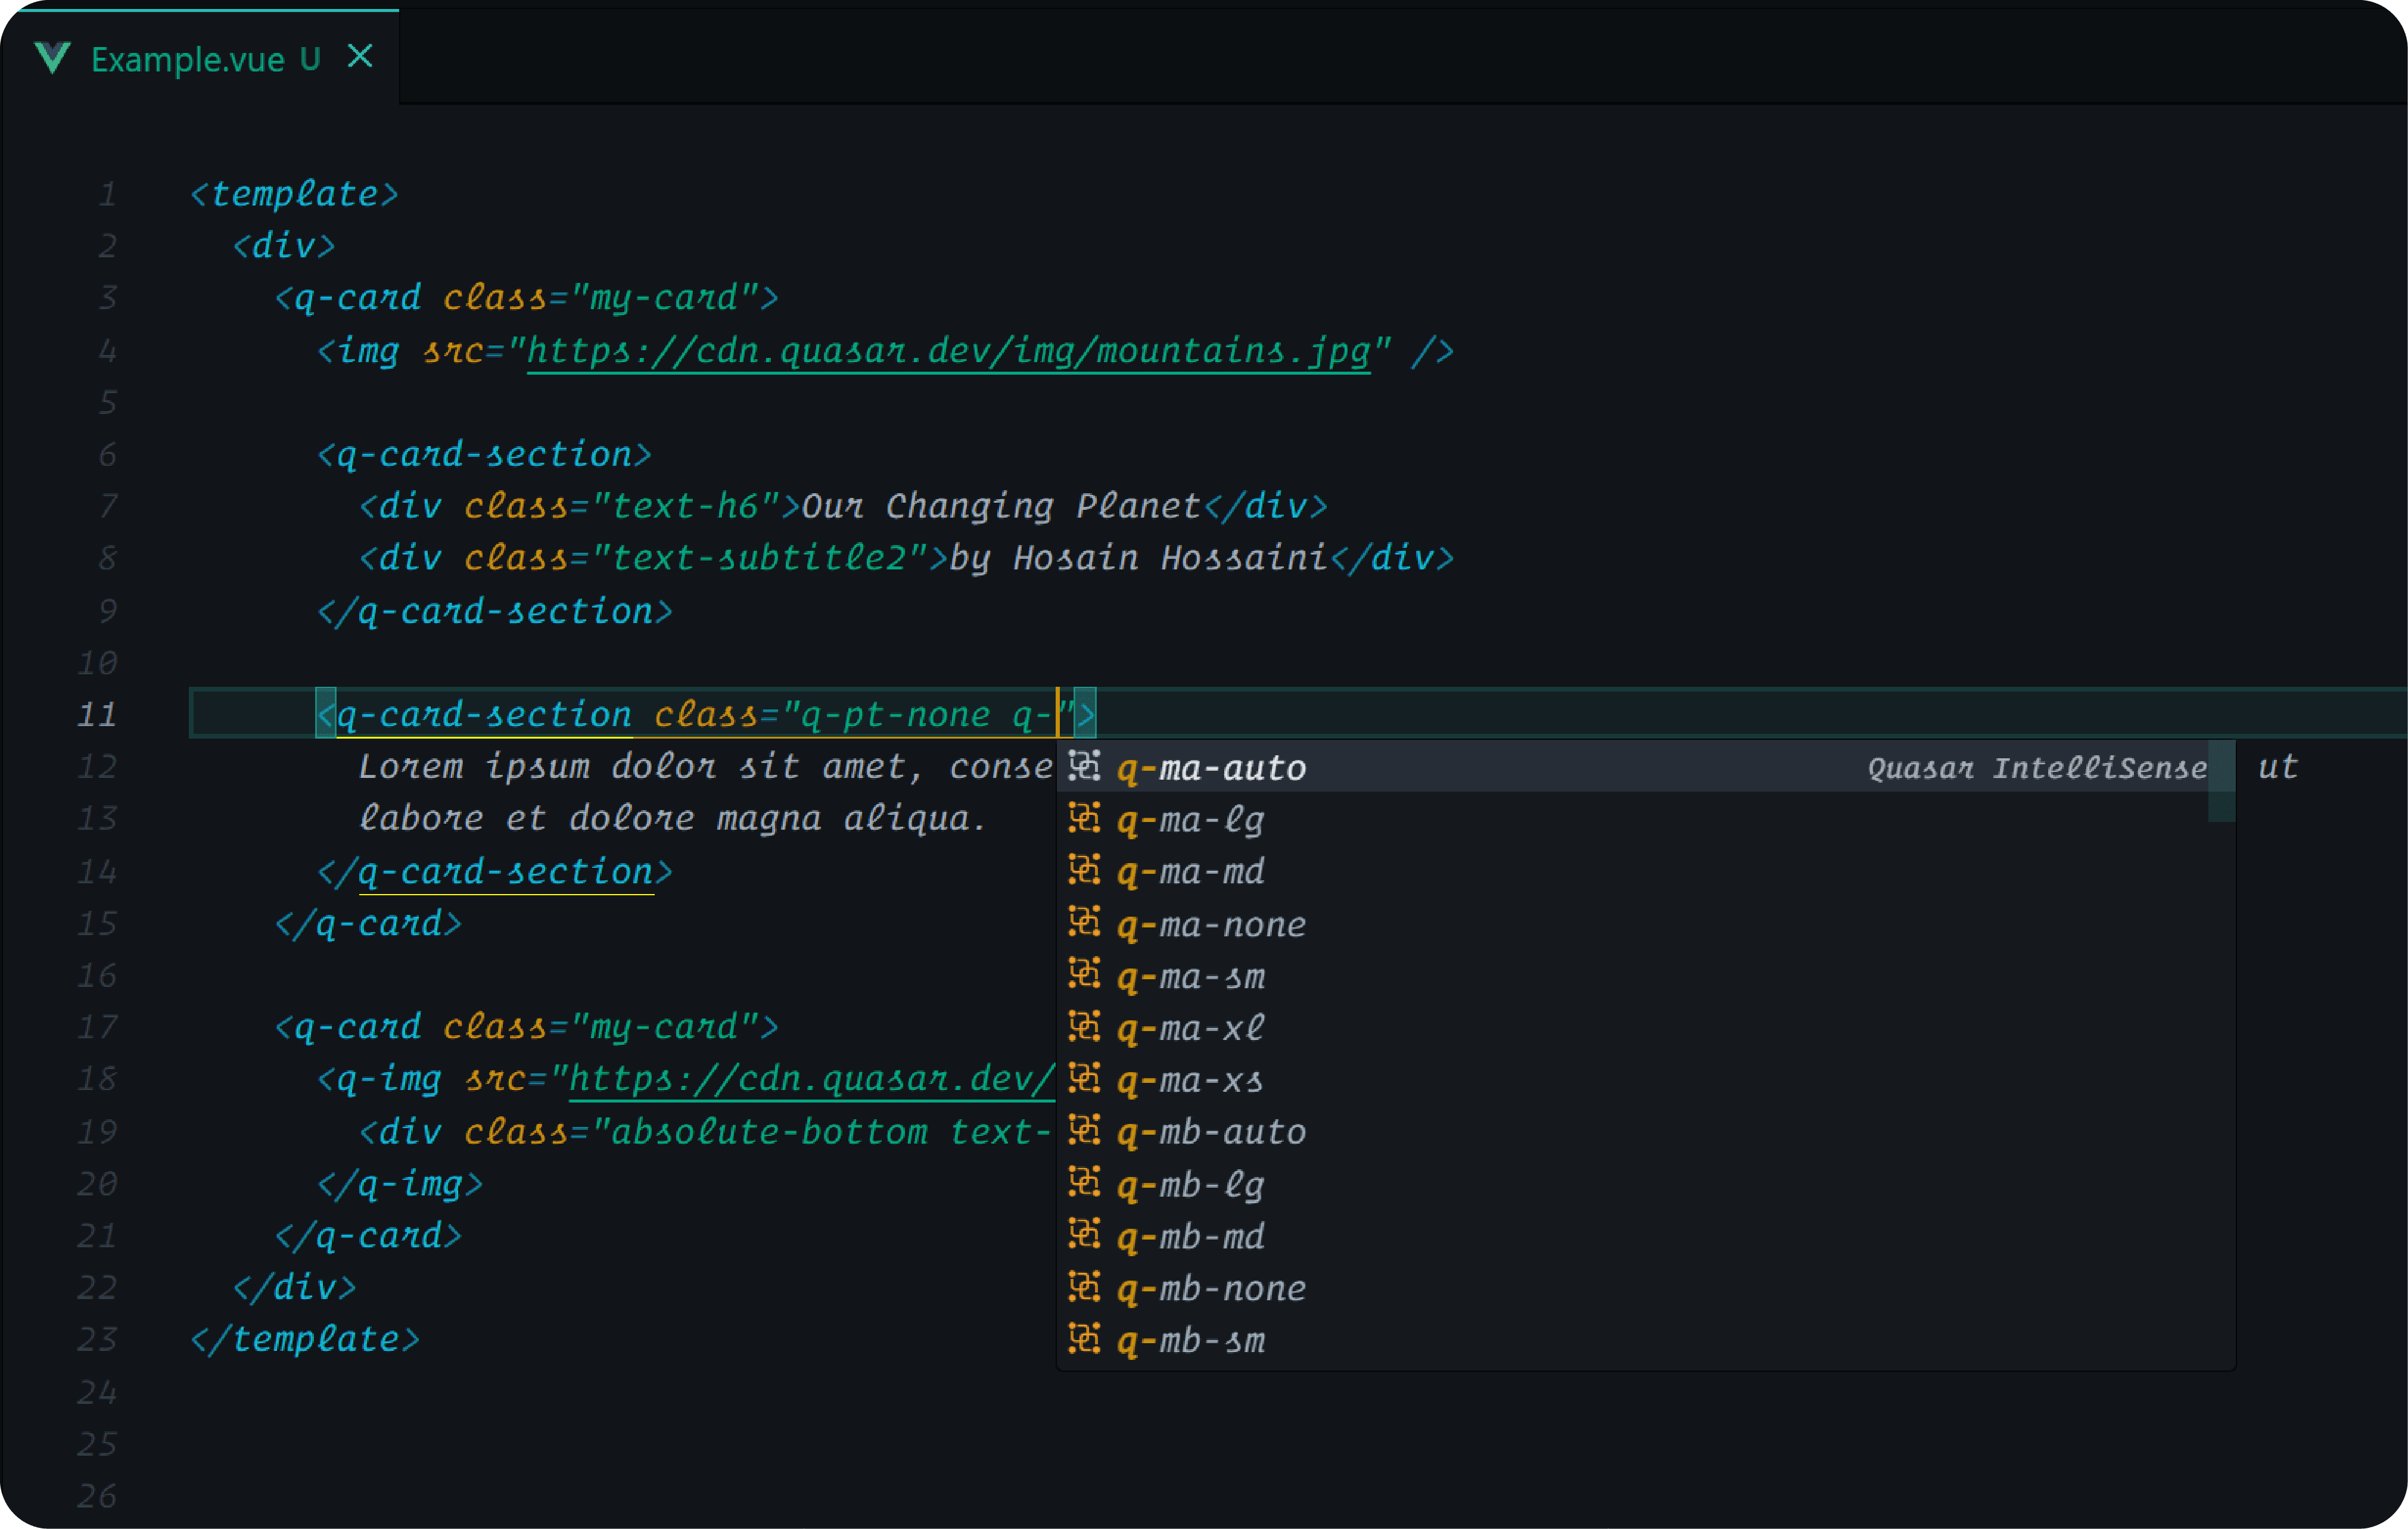 Example.vue U
1 <template>
2 <div>
3 <q-card class="my-card">
4 <img src="https://cdn.quasar.dev/img/mountains.jpg" />
5
6 <q-card-section>
7 <div class="text-h6">Our Changing Planet</div>
8 <div class="text-subtitle2">by Hosain Hossaini</div>
9 </q-card-section>
10
11 <q-card-section class="q-pt-none q-">
12 Lorem ipsum dolor sit amet, conse q-ma-auto Quasar IntelliSense ut
13 labore et dolore magna aliqua. q-ma-lg
14 </q-card-section> q-ma-md
15 </q-card> q-ma-none
16 q-ma-sm
17 <q-card class="my-card"> q-ma-xl
18 <q-img src="https://cdn.quasar.dev/ q-ma-xs
19 <div class="absolute-bottom text- q-mb-auto
20 </q-img> q-mb-lg
21 </q-card> q-mb-md
22 </div> q-mb-none
23 </template> q-mb-sm
24
25
26